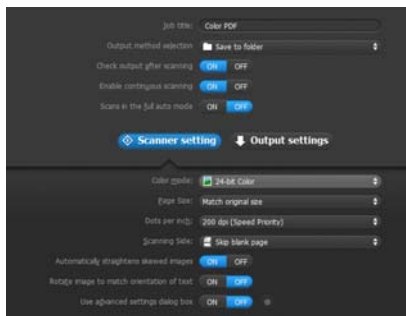 Job title: Color PDF
Output method selection Save to folder
Check output after scanning ON OFF
Enable continuous scanning ON OFF
Scans in the full auto mode ON OFF
Scanner setting Output settings
Color mode: 24-bit Color
Page Size: Match original size
Dots per inch: 200 dpi (Speed Priority)
Scanning Side: Skip blank page
Automatically straightens skewed images ON OFF
Rotate image to match orientation of text ON OFF
Use advanced settings dialog box ON OFF